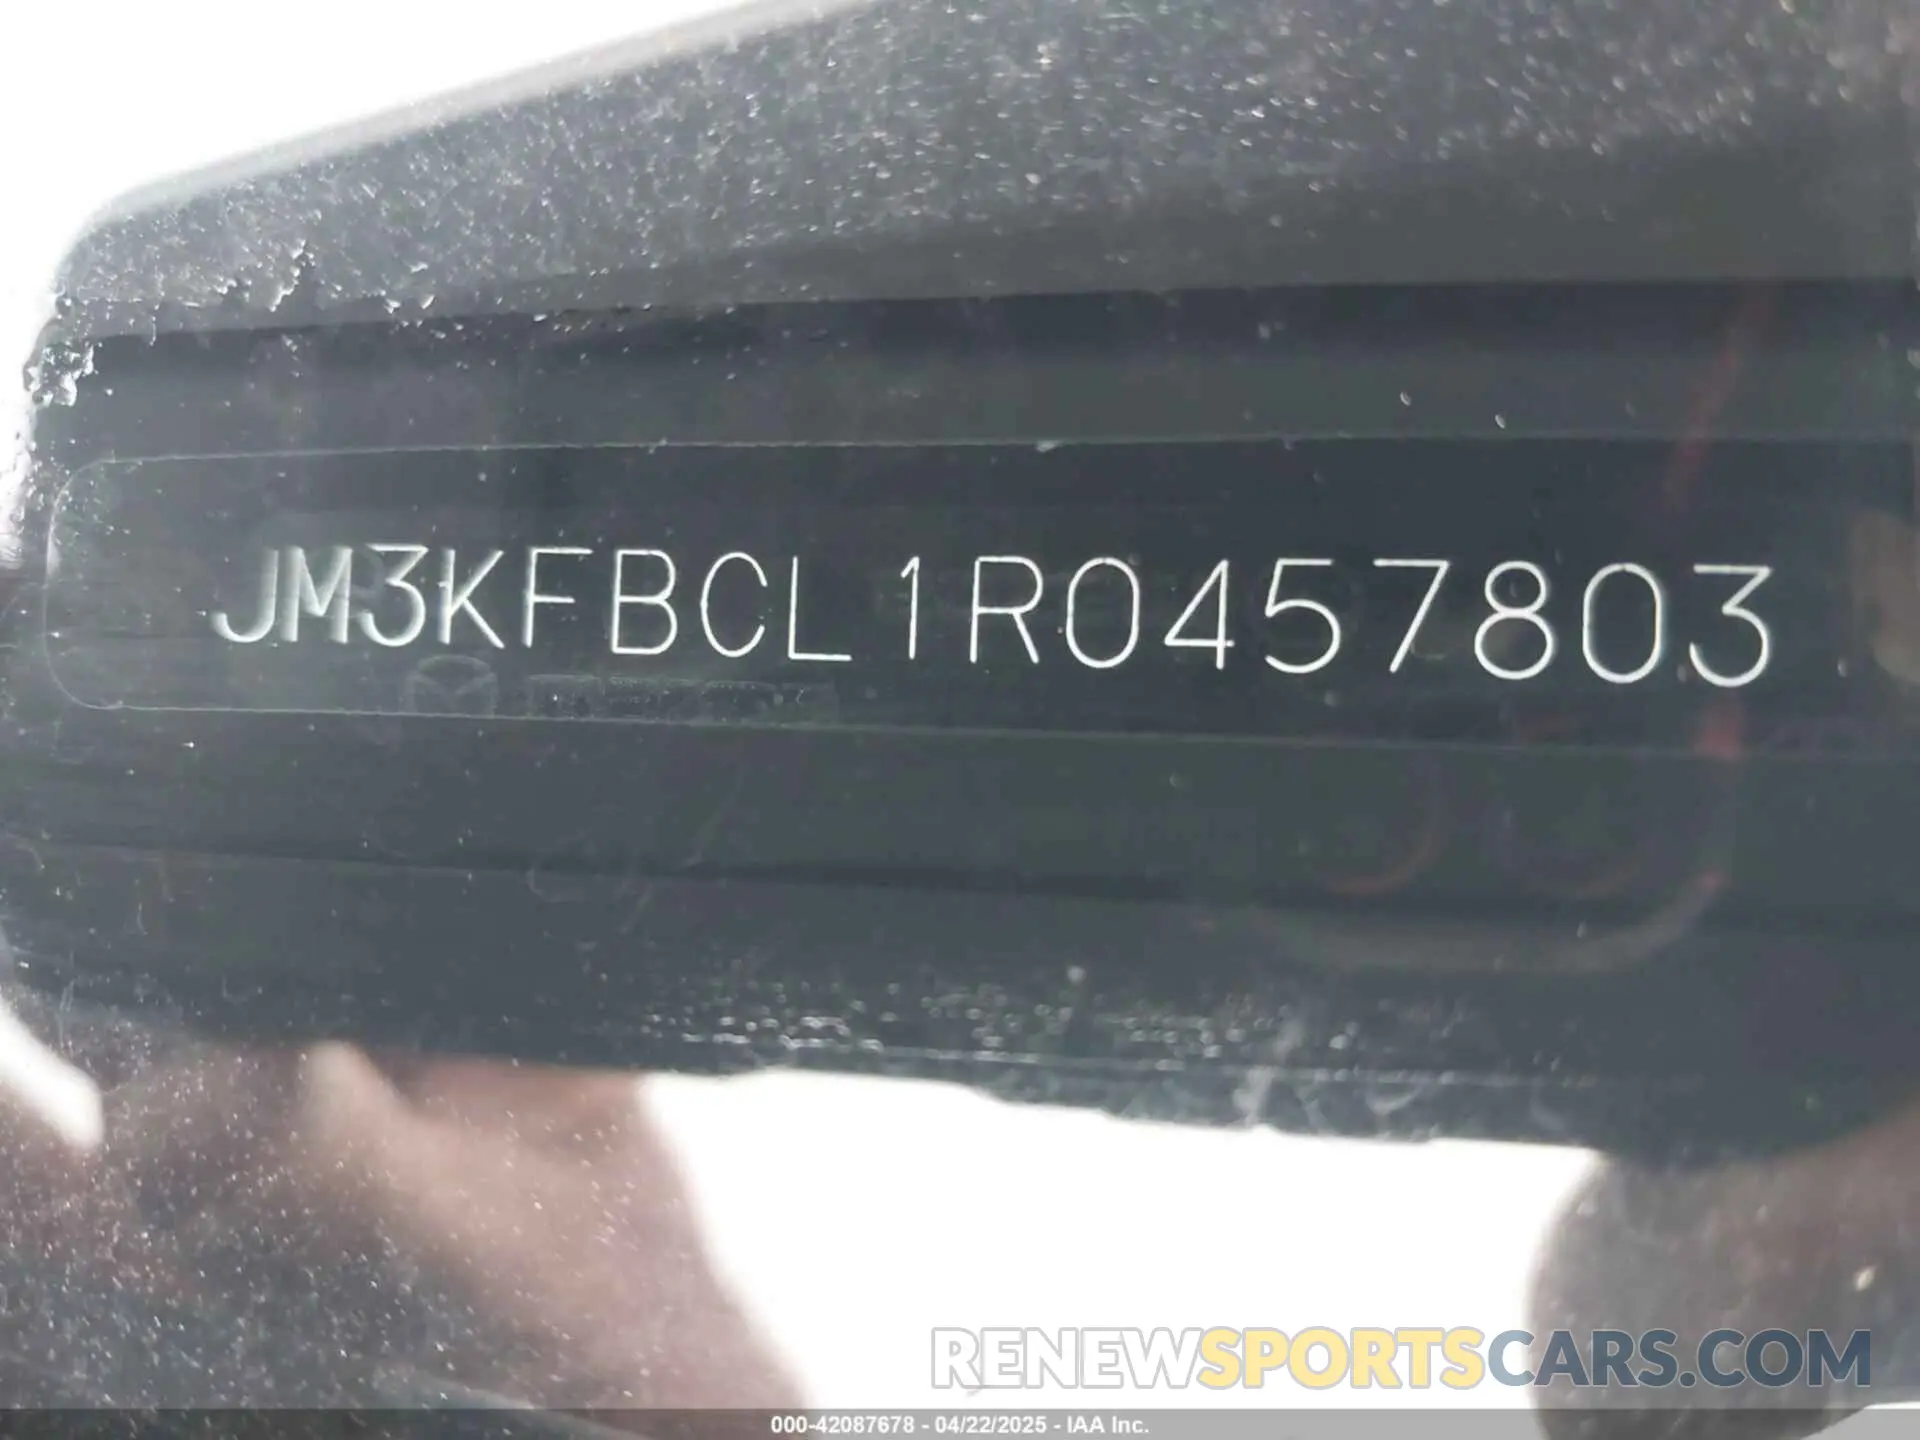 JM3KFBCL1R0457803
RENEWSPORTSCARS.COM
000-42087678 - 04/22/2025 - IAA Inc.